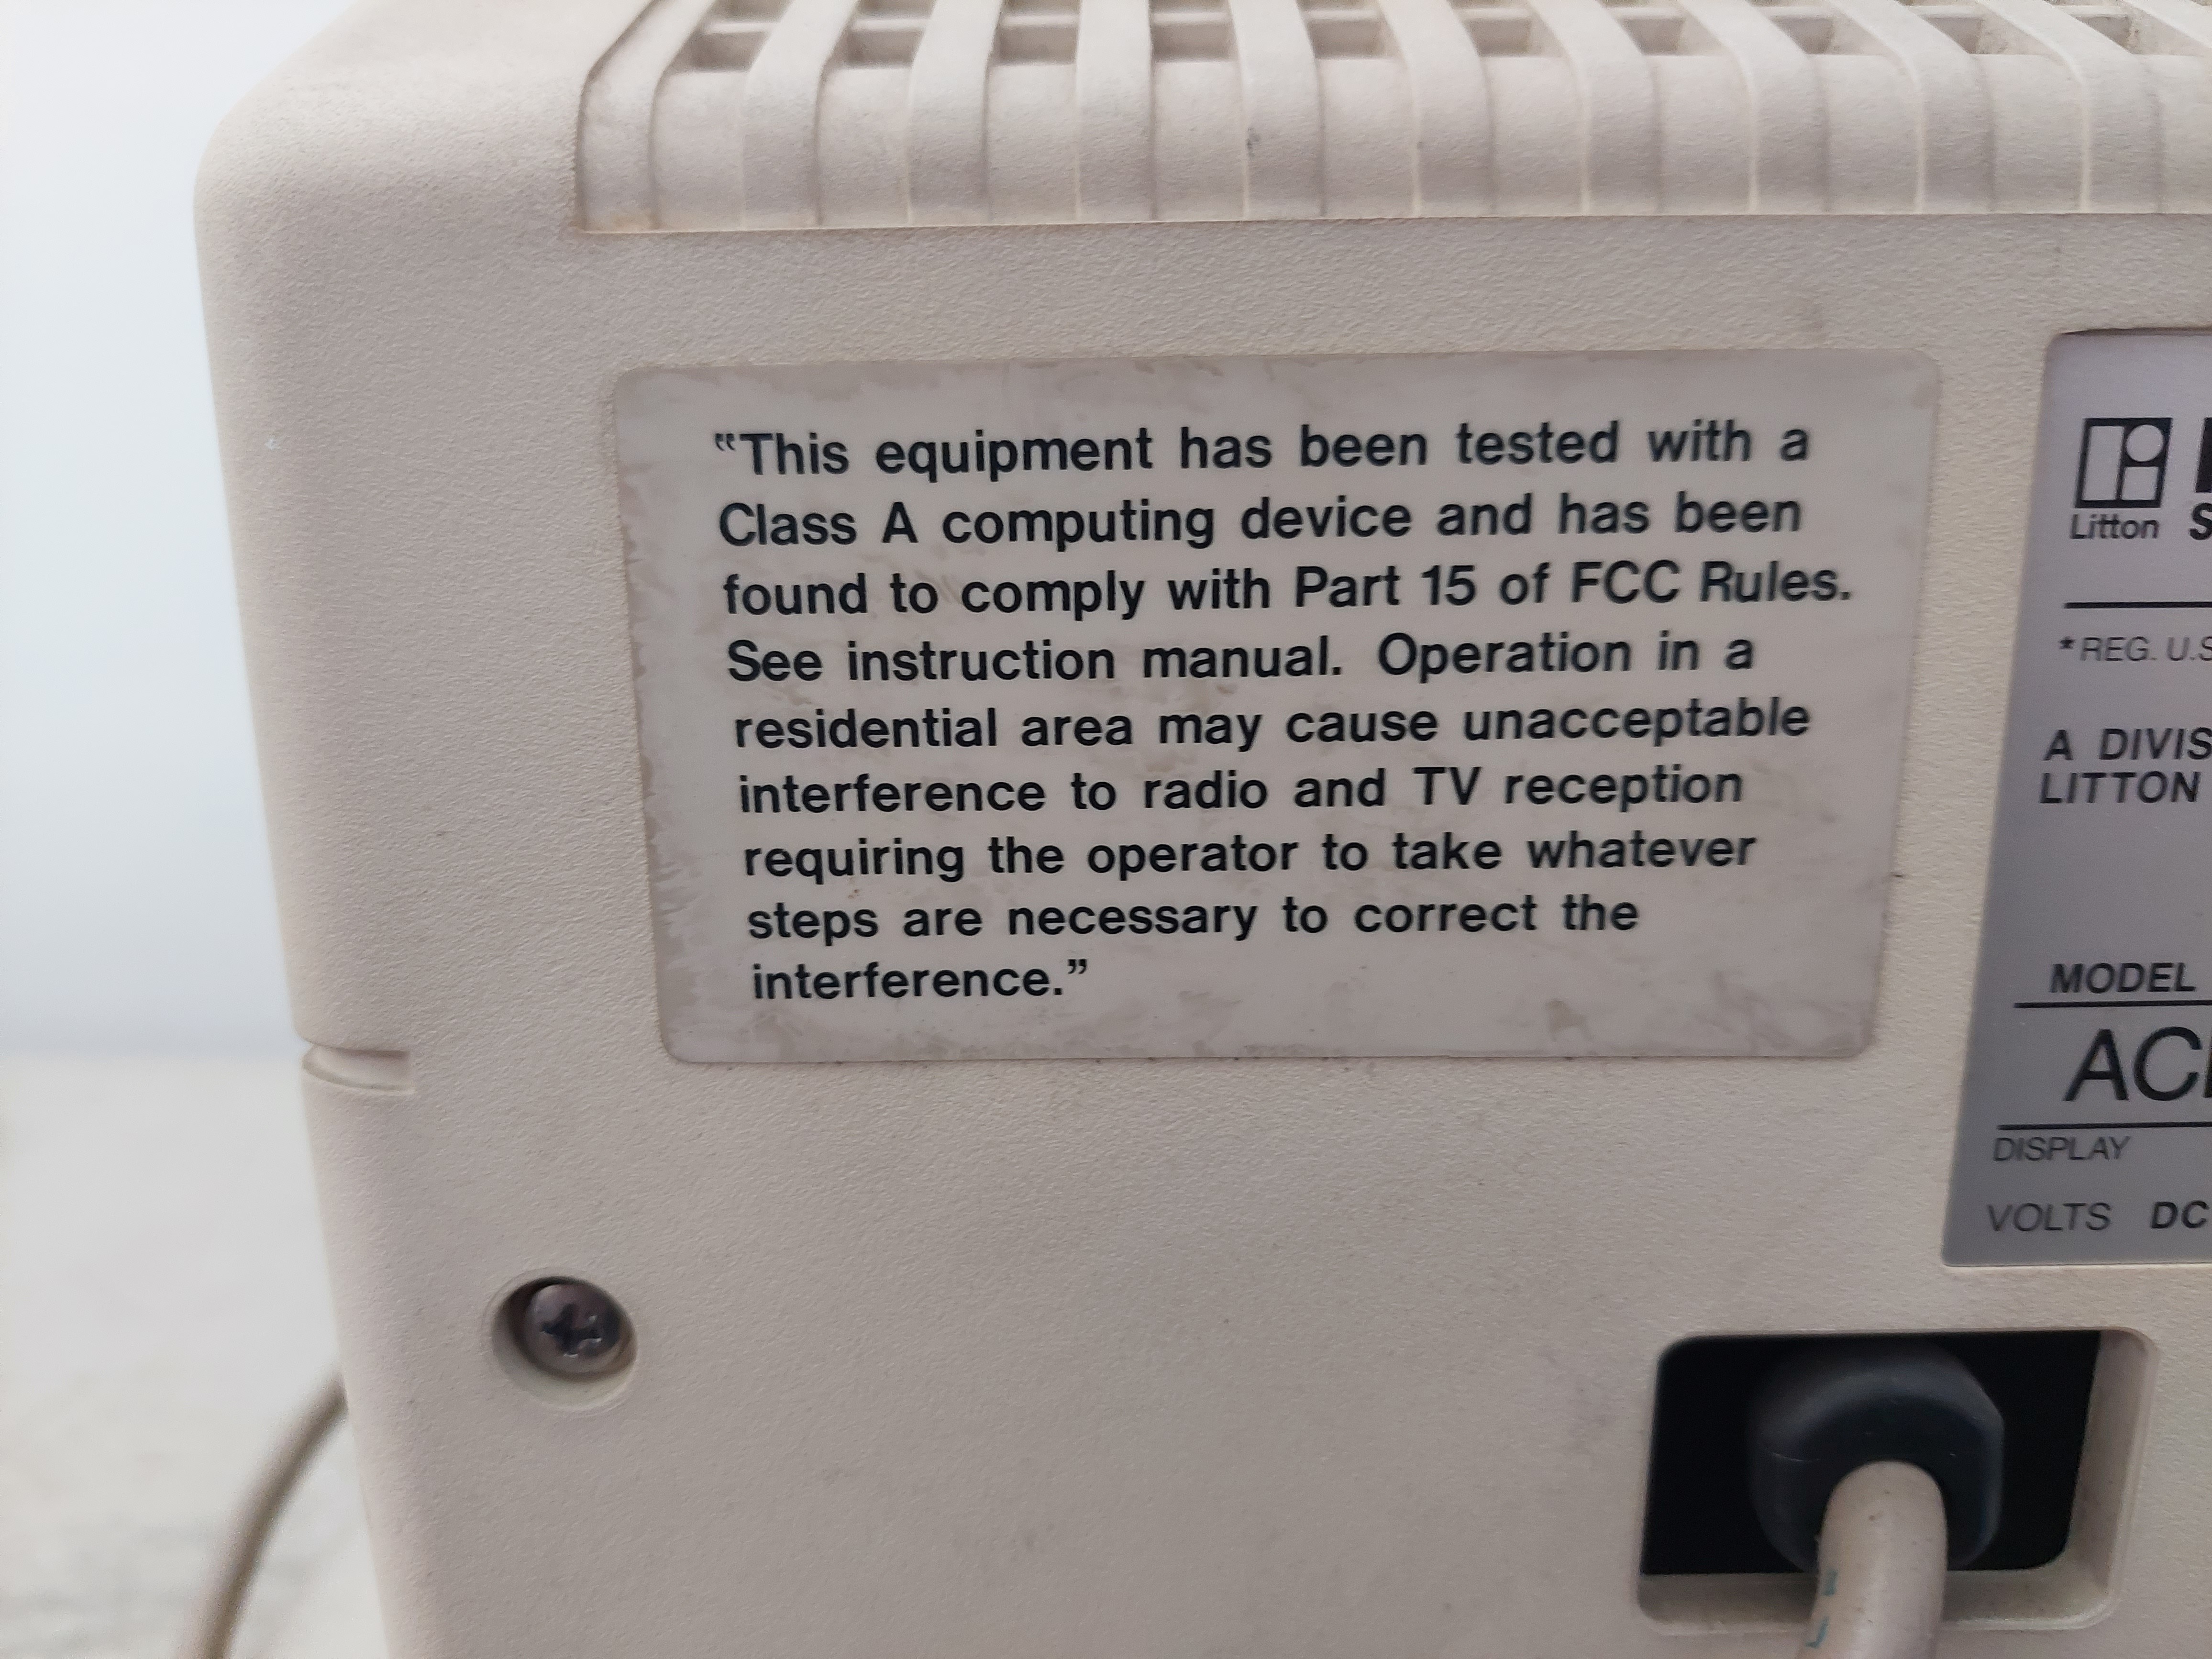 "This equipment has been tested with a
Class A computing device and has been
found to comply with Part 15 of FCC Rules.
See instruction manual. Operation in a
residential area may cause unacceptable
interference to radio and TV reception
requiring the operator to take whatever
steps are necessary to correct the
interference."
Litton
*REG. U.S
A DIVIS
LITTON
MODEL
AC
DISPLAY
VOLTS DC